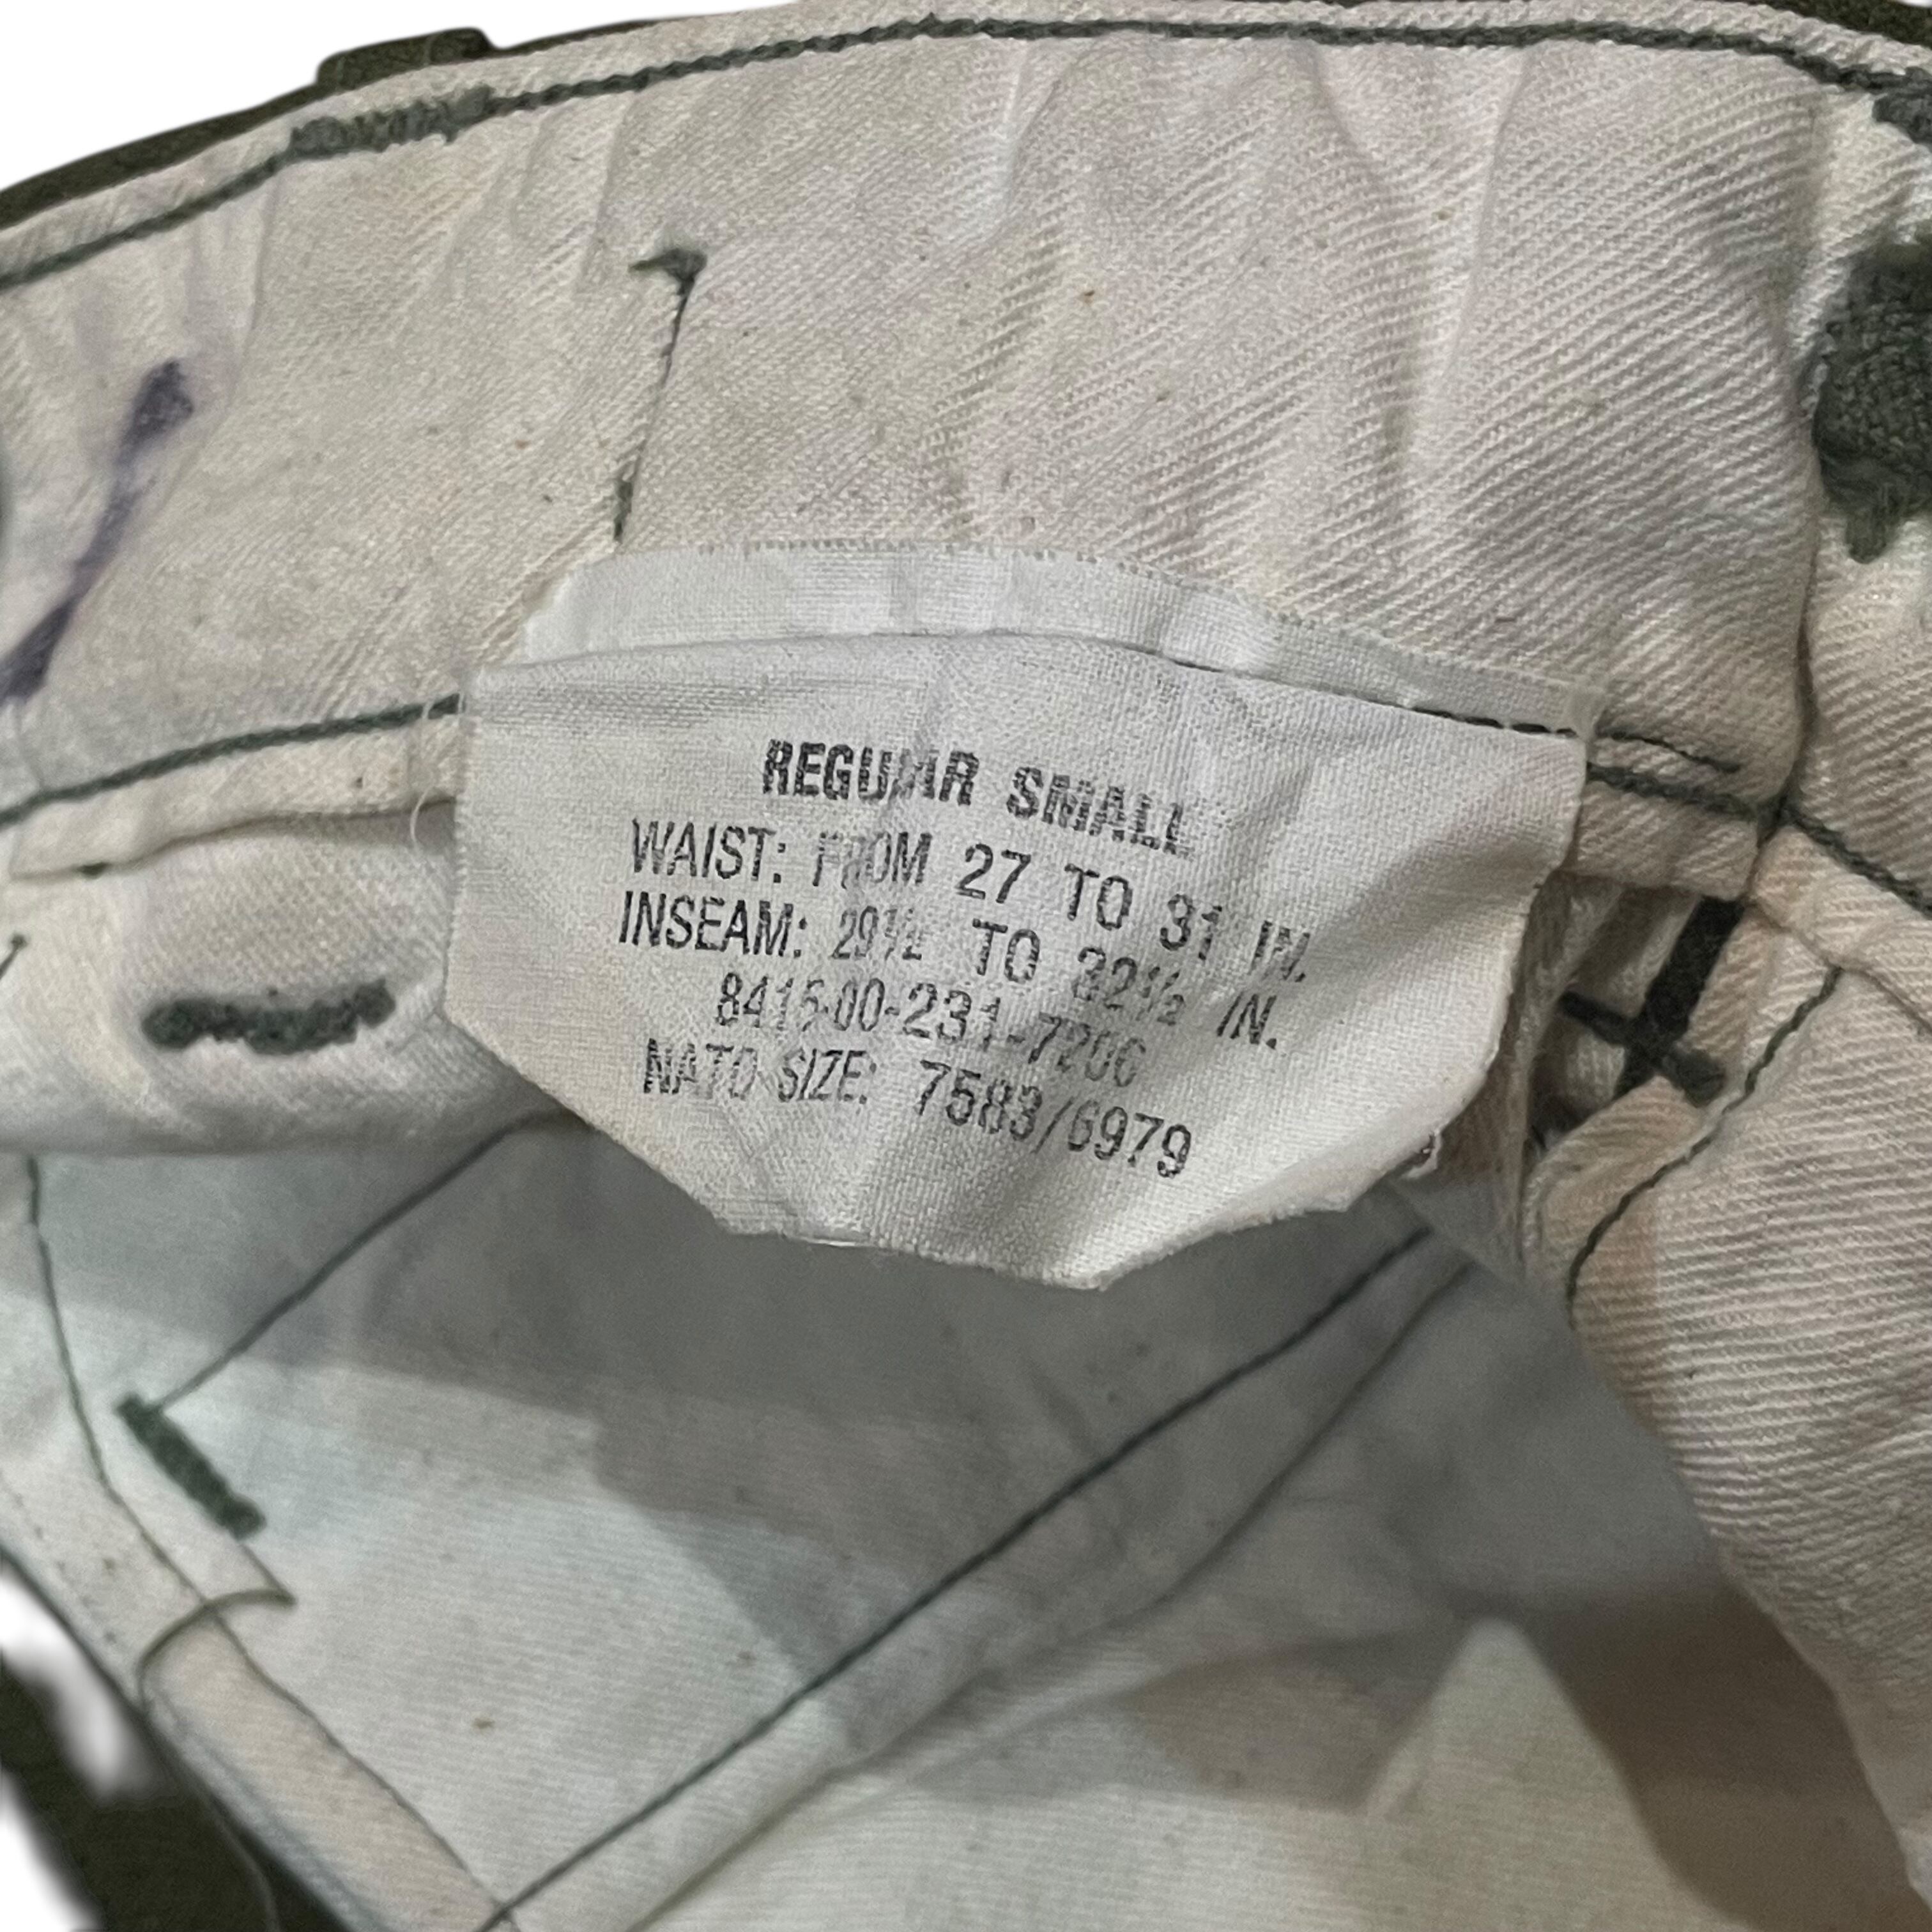 REGULAR SMALL
WAIST: FROM 27 TO 31 IN.
INSEAM: 29½ TO 32½ IN.
8415-00-231-7206
NATO SIZE: 7583/6979